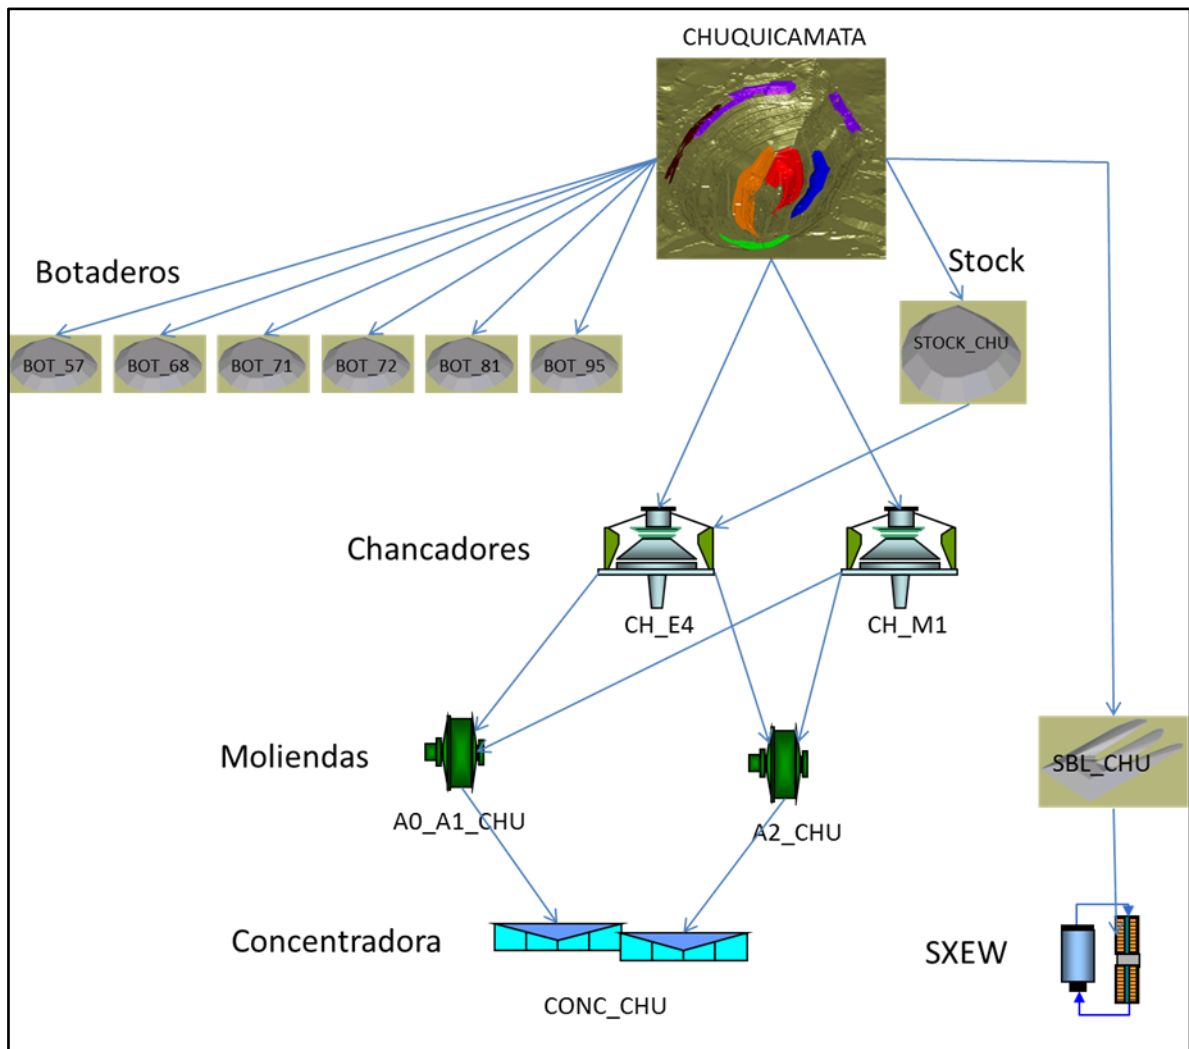 CHUQUICAMATA
Botaderos
Stock
BOT_57
BOT_68
BOT_71
BOT_72
BOT_81
BOT_95
STOCK_CHU
Chancadores
CH_E4
CH_M1
Moliendas
A0_A1_CHU
A2_CHU
SBL_CHU
Concentradora
CONC_CHU
SXEW